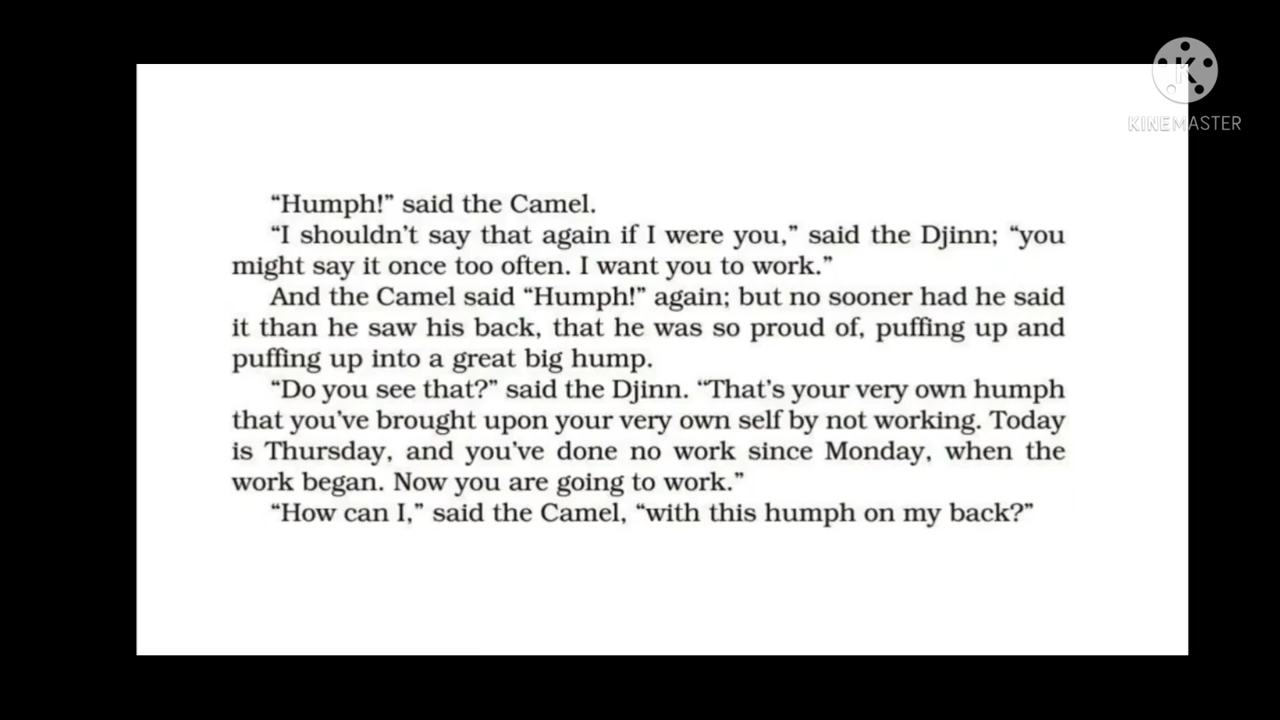 KINEMASTER
“Humph!” said the Camel.
“I shouldn’t say that again if I were you,” said the Djinn; “you
might say it once too often. I want you to work.”
And the Camel said “Humph!” again; but no sooner had he said
it than he saw his back, that he was so proud of, puffing up and
puffing up into a great big hump.
“Do you see that?” said the Djinn. “That’s your very own humph
that you’ve brought upon your very own self by not working. Today
is Thursday, and you’ve done no work since Monday, when the
work began. Now you are going to work.”
“How can I,” said the Camel, “with this humph on my back?”